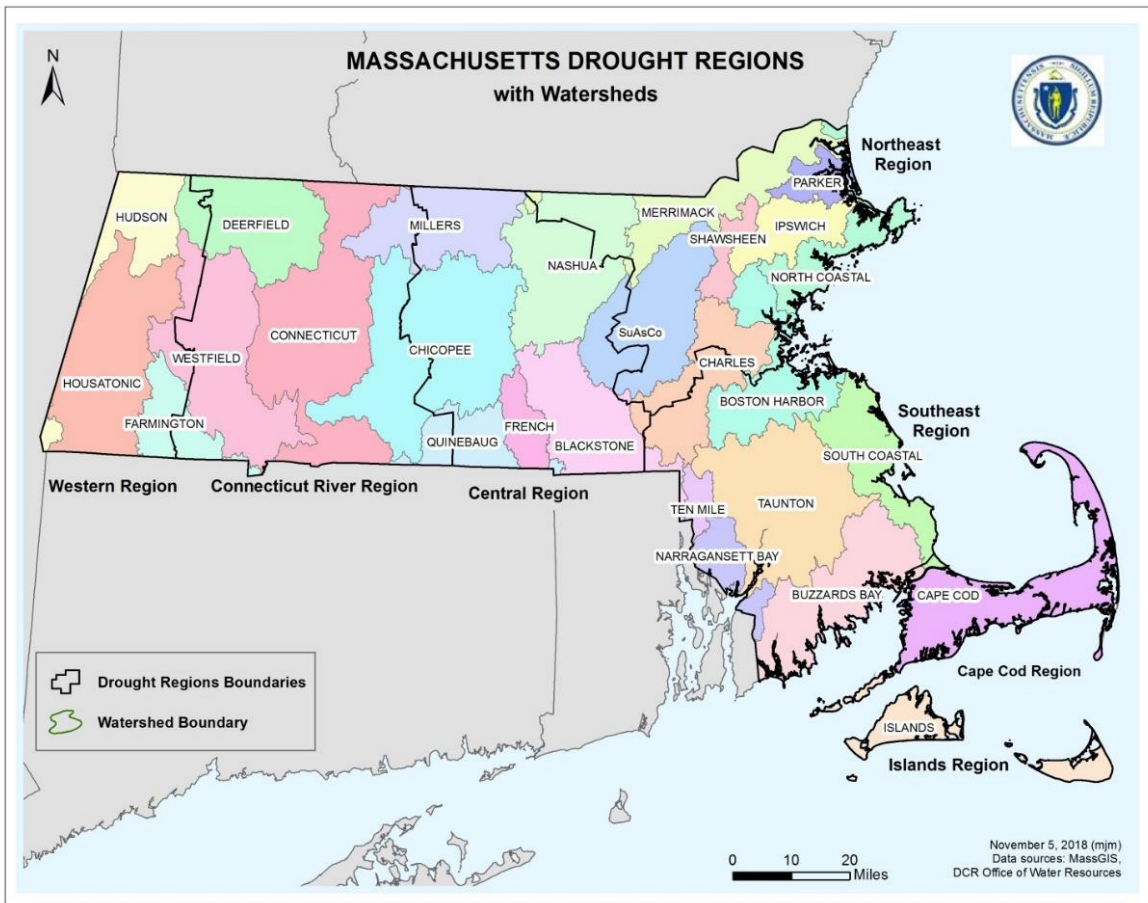 N
MASSACHUSETTS DROUGHT REGIONS
with Watersheds
Northeast
Region
PARKER
HUDSON
DEERFIELD
MILLERS
MERRIMACK
IPSWICH
SHAWSHEEN
NASHUA
NORTH COASTAL
CONNECTICUT
SuAsCo
WESTFIELD
CHICOPEE
CHARLES
HOUSATONIC
BOSTON HARBOR
Southeast
Region
FARMINGTON
FRENCH
QUINEBAUG
BLACKSTONE
SOUTH COASTAL
Western Region
Connecticut River Region
Central Region
TAUNTON
TEN MILE
NARRAGANSETT BAY
BUZZARDS BAY
CAPE COD
Cape Cod Region
Drought Regions Boundaries
Watershed Boundary
ISLANDS
Islands Region
November 5, 2018 (mjm)
Data sources: MassGIS,
DCR Office of Water Resources
0 10 20
Miles